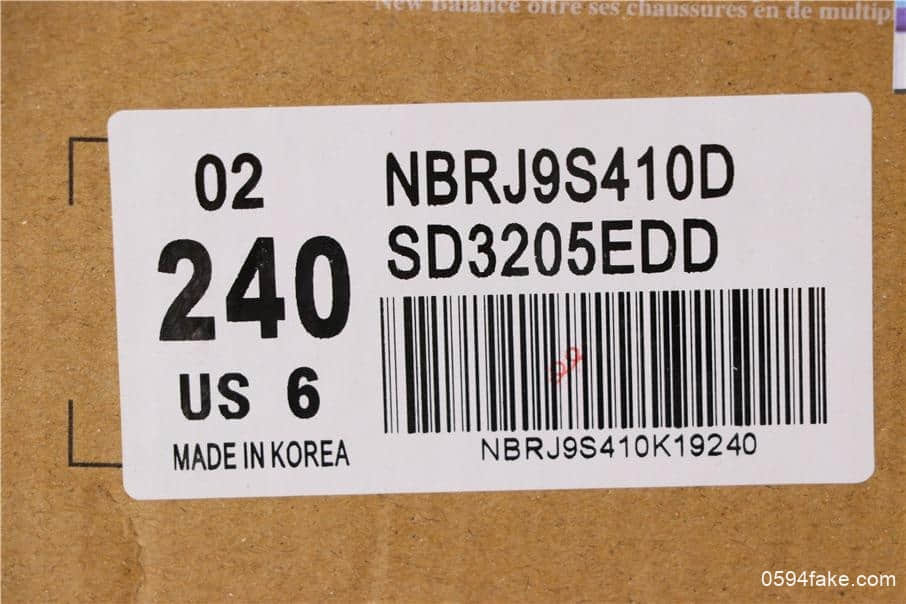 New Balance offre ses chaussures en de multip
02
240
US 6
MADE IN KOREA
NBRJ9S410D
SD3205EDD
NBRJ9S410K19240
0594fake.com